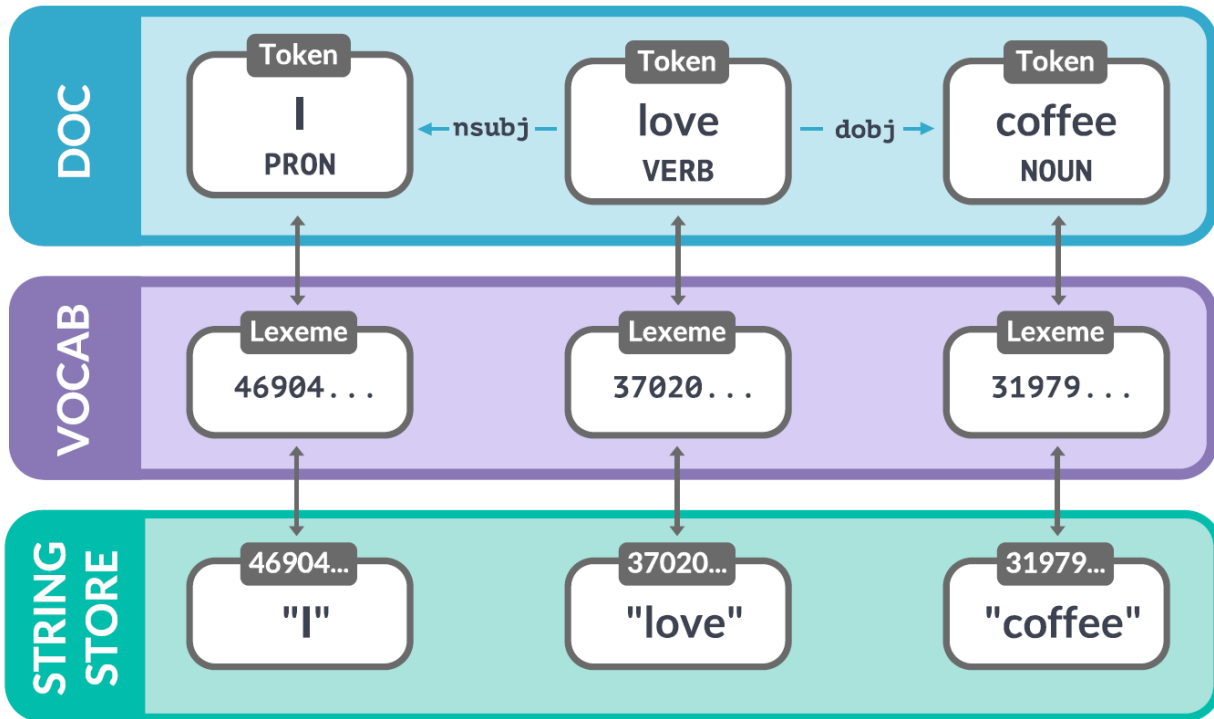 DOC
Token
Token
Token
I
love
coffee
nsubj
dobj
PRON
VERB
NOUN
VOCAB
Lexeme
Lexeme
Lexeme
46904...
37020...
31979...
STRING
STORE
46904...
37020...
31979...
"I"
"love"
"coffee"